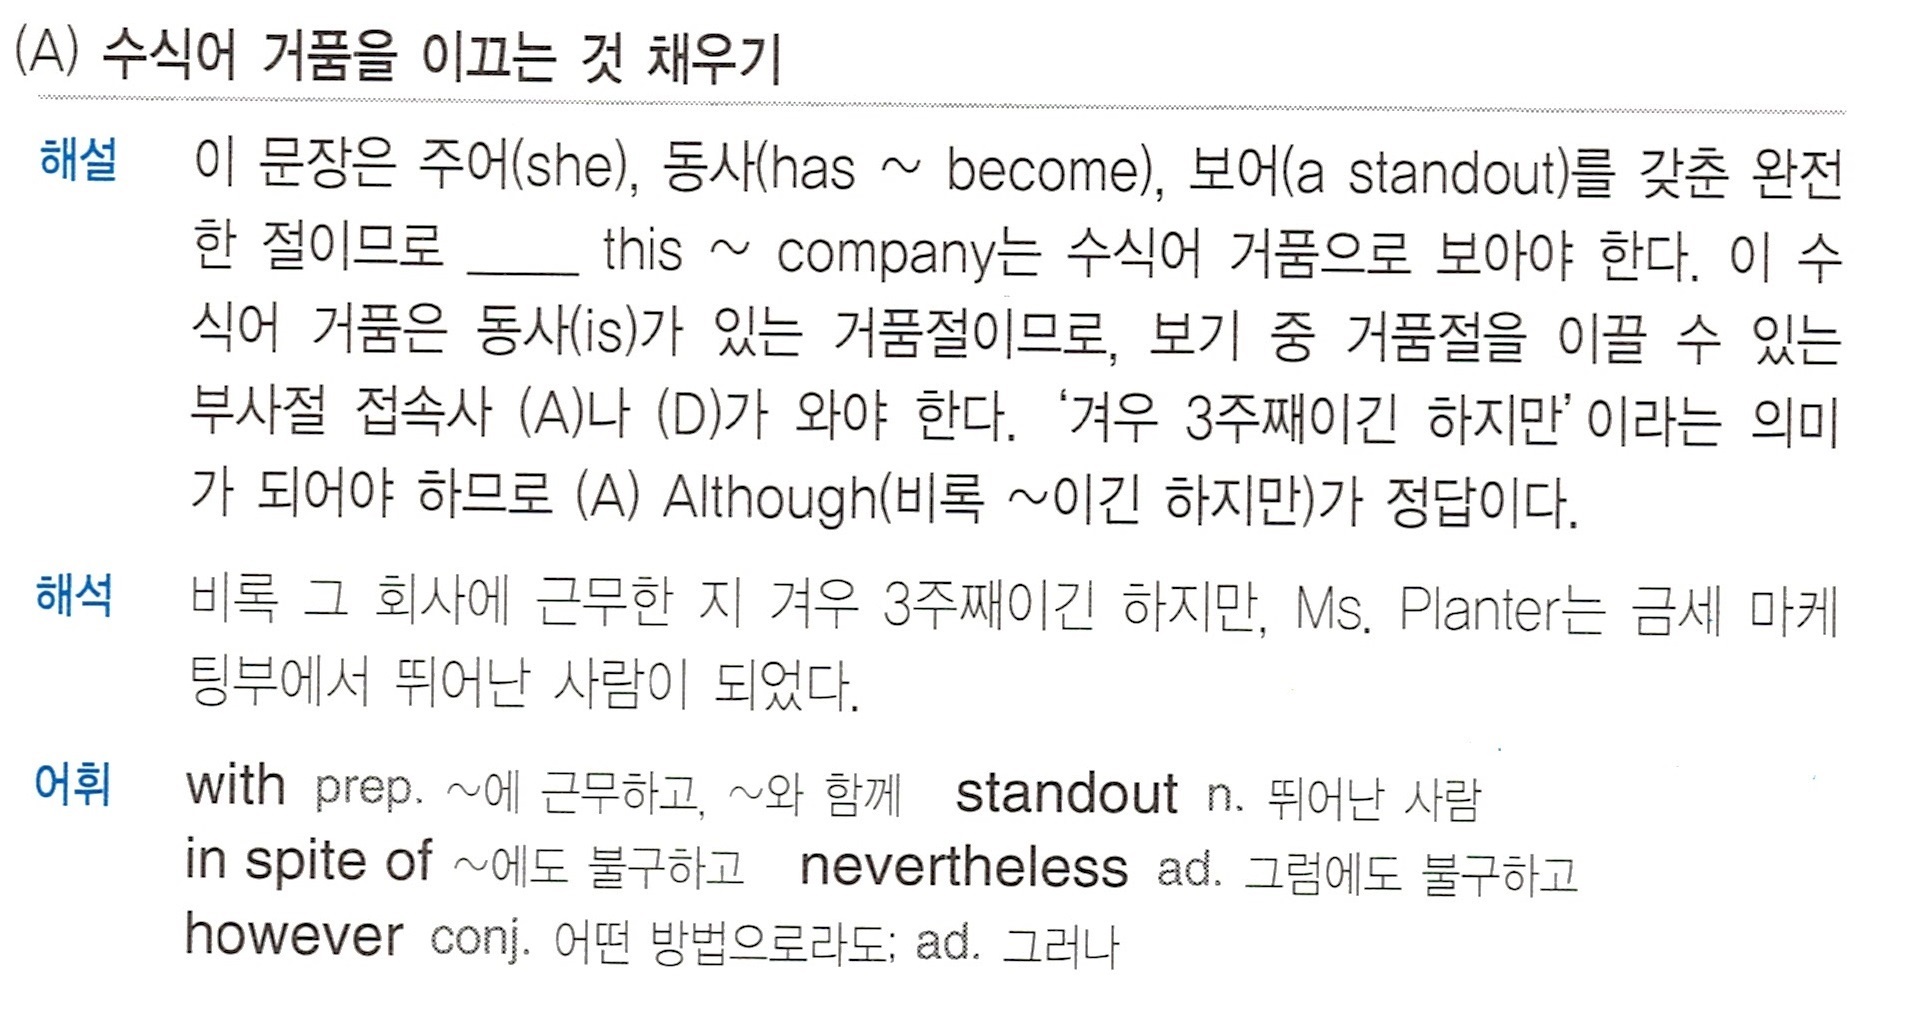 (A) 수식어 거품을 이끄는 것 채우기
해설 이 문장은 주어(she), 동사(has ~ become), 보어(a standout)를 갖춘 완전
한 절이므로 ____ this ~ company는 수식어 거품으로 보아야 한다. 이 수
식어 거품은 동사(is)가 있는 거품절이므로, 보기 중 거품절을 이끌 수 있는
부사절 접속사 (A)나 (D)가 와야 한다. ‘겨우 3주째이긴 하지만’이라는 의미
가 되어야 하므로 (A) Although(비록 ~이긴 하지만)가 정답이다.
해석 비록 그 회사에 근무한 지 겨우 3주째이긴 하지만, Ms. Planter는 금세 마케
팅부에서 뛰어난 사람이 되었다.
어휘 with prep. ~에 근무하고, ~와 함께 standout n. 뛰어난 사람
in spite of ~에도 불구하고 nevertheless ad. 그럼에도 불구하고
however conj. 어떤 방법으로라도; ad. 그러나